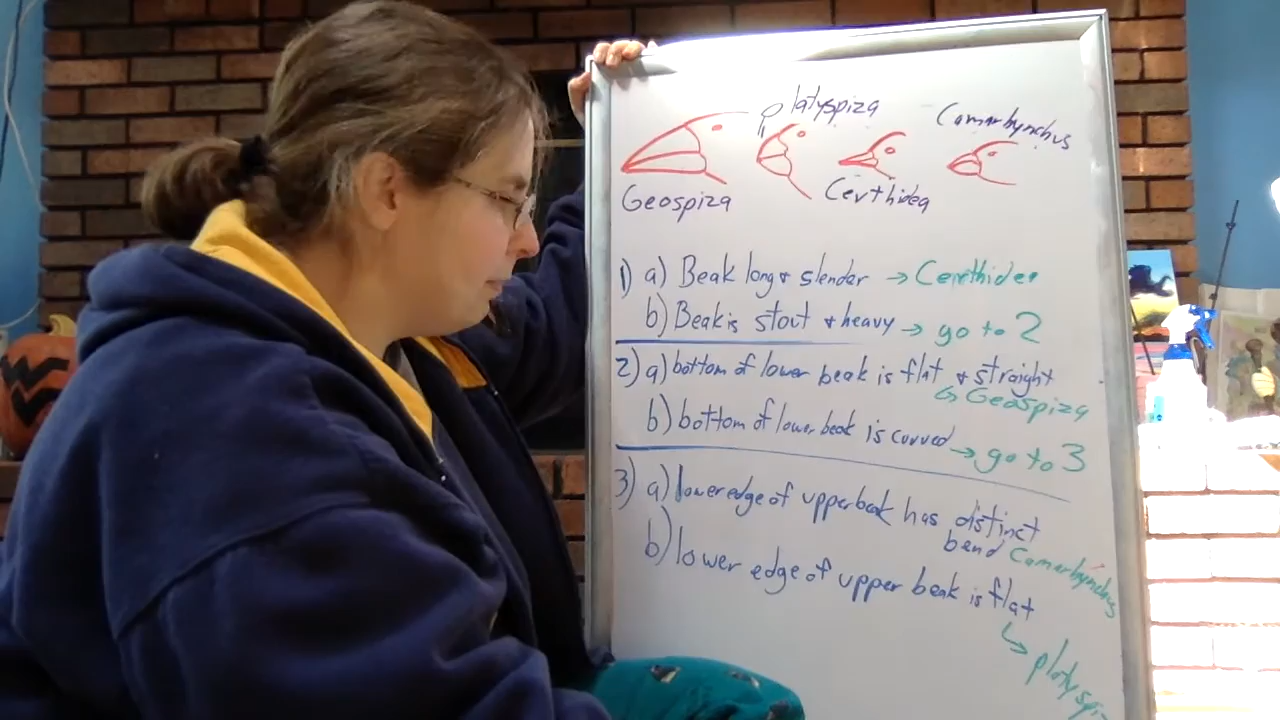 Platyspiza
Camarhynchus
Geospiza
Certhidea
1) a) Beak long & slender → Certhidea
b) Beak is stout & heavy → go to 2
2) a) bottom of lower beak is flat & straight
↳ Geospiza
b) bottom of lower beak is curved → go to 3
3) a) lower edge of upper beak has distinct
bend Camarhynchus
b) lower edge of upper beak is flat
↳ platyspi